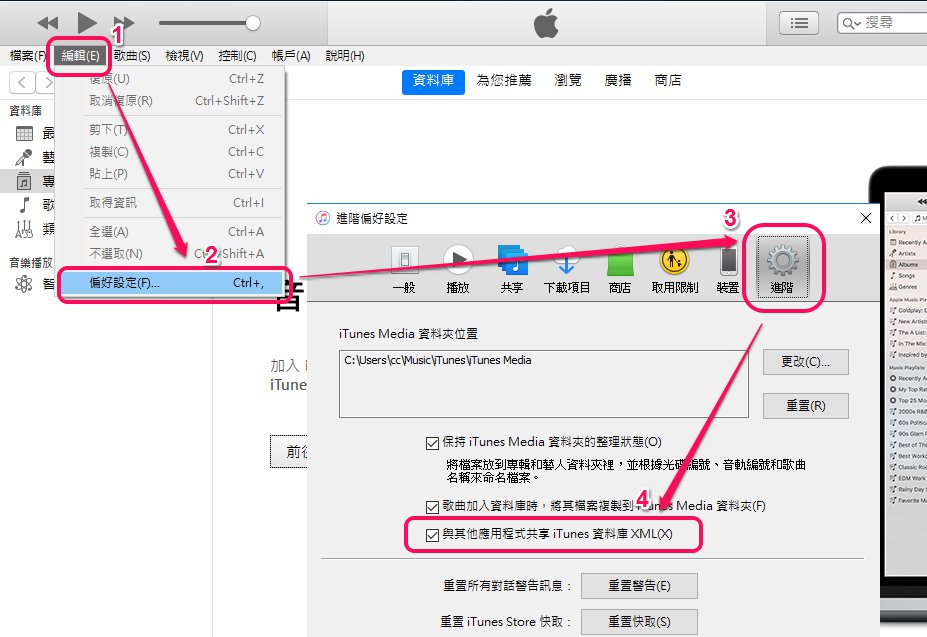 1
搜尋
檔案(F)
編輯(E)
歌曲(S)
檢視(V)
控制(C)
帳戶(A)
說明(H)
資料庫
為您推薦
瀏覽
廣播
商店
復原(U) Ctrl+Z
取消復原(R) Ctrl+Shift+Z
剪下(T) Ctrl+X
複製(C) Ctrl+C
貼上(P) Ctrl+V
取得資訊 Ctrl+I
全選(A) Ctrl+A
不選取(N) Ctrl+Shift+A
2
偏好設定(F)... Ctrl+,
資料庫
最
藝
專
歌
類
音樂播放
智
音
加入
iTunes
前往
進階偏好設定
3
一般
播放
共享
下載項目
商店
取用限制
裝置
進階
iTunes Media 資料夾位置
C:\Users\cc\Music\iTunes\iTunes Media
更改(C)...
重置(R)
保持 iTunes Media 資料夾的整理狀態(O)
將檔案放到專輯和藝人資料夾裡，並根據光碟編號、音軌編號和歌曲
名稱來命名檔案。
4
歌曲加入資料庫時，將其檔案複製到 iTunes Media 資料夾(F)
與其他應用程式共享 iTunes 資料庫 XML(X)
重置所有對話警告訊息：
重置警告(E)
重置 iTunes Store 快取：
重置快取(S)
Library
Recently A
Artists
Albums
Songs
Genres
Apple Music Pl
Coloplay: D
New Artists
The A List:
In The Moo
Inspired by
Music Playlists
Recently A
My Top Rat
Top 25 Mos
2000s R&B
60s Politica
90s Glam R
Best of The
Best Worko
Classic Roc
EDM Work
Rainy Day S
Favorite M